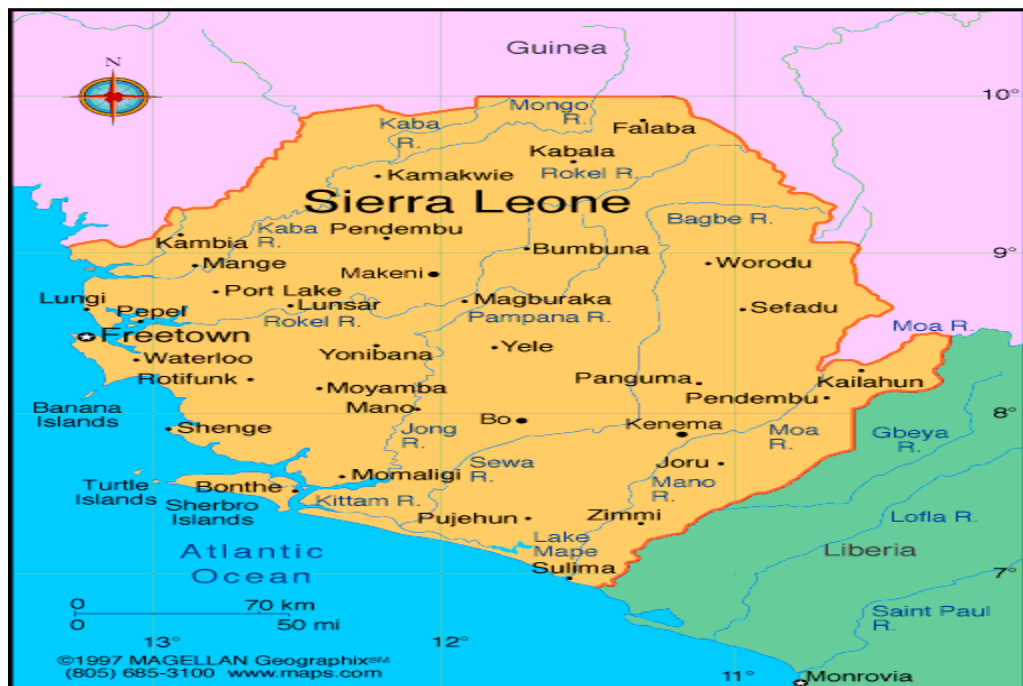 Guinea
N
10°
Mongo
R.
Kaba
R.
Falaba
Kabala
Rokel R.
Kamakwie
Sierra Leone
Bagbe R.
Kaba
R.
Pendembu
Kambia
Bumbuna
9°
Mange
Worodu
Makeni
Port Lake
Lungi
Lunsar
Magburaka
Sefadu
Pepel
Rokel R.
Pampana R.
Moa R.
Freetown
Yonibana
Yele
Waterloo
Rotifunk
Panguma
Kailahun
Moyamba
Pendembu
Banana
Islands
Mano
8°
Bo
Kenema
Shenge
Jong
R.
Moa
R.
Gbeya
R.
Sewa
R.
Joru
Momaligi
Mano
R.
Turtle
Islands
Bonthe
Kittam R.
Sherbro
Islands
Pujehun
Zimmi
Lofla R.
Lake
Mape
Liberia
Atlantic
Ocean
Sulima
7°
0 70 km
0 50 mi
Saint Paul
R.
13°
12°
11°
©1997 MAGELLAN Geographix℠
(805) 685-3100 www.maps.com
Monrovia